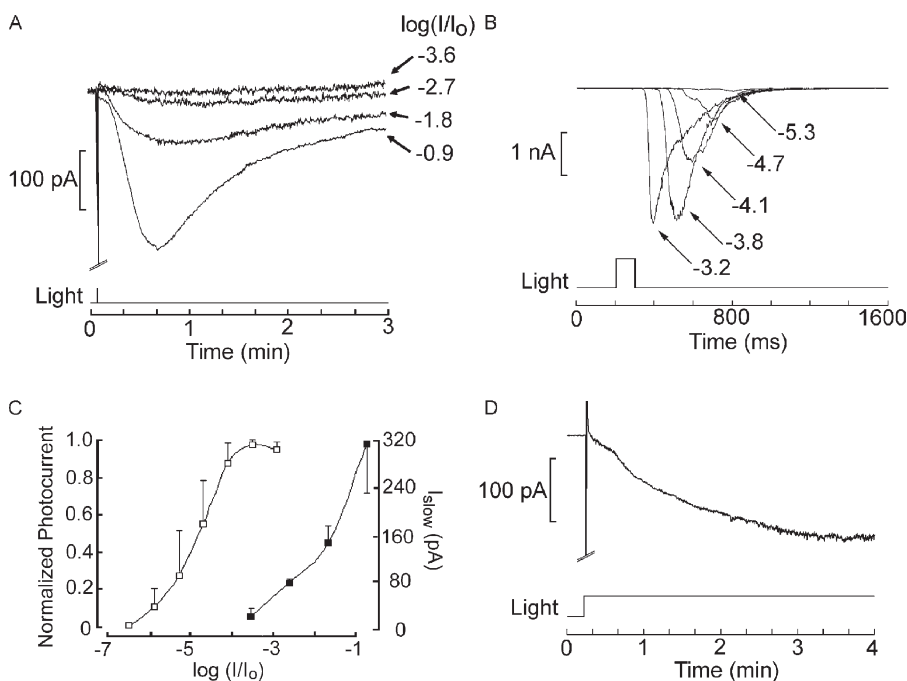 A
log(I/Io)
-3.6
-2.7
-1.8
-0.9
100 pA
Light
0 1 2 3
Time (min)
B
1 nA
-5.3
-4.7
-4.1
-3.8
-3.2
Light
0 800 1600
Time (ms)
C
Normalized Photocurrent
1.0
0.8
0.6
0.4
0.2
0
320
240
160
80
0
Islow (pA)
-7 -5 -3 -1
log (I/Io)
D
100 pA
Light
0 1 2 3 4
Time (min)